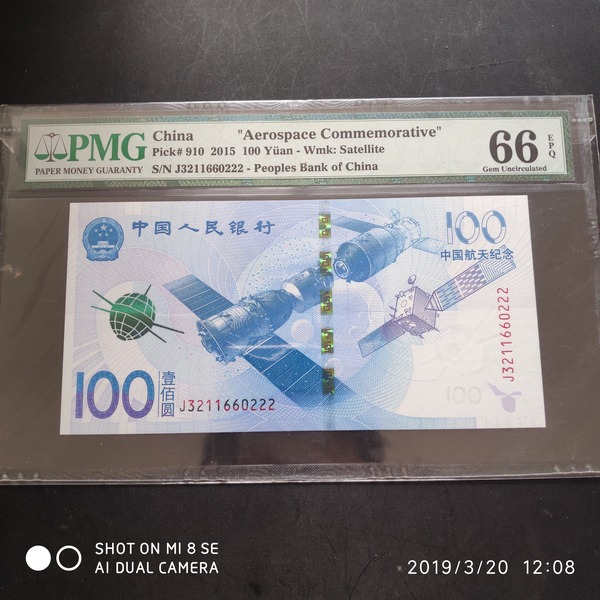 PMG
PAPER MONEY GUARANTY
China "Aerospace Commemorative"
Pick# 910 2015 100 Yüan - Wmk: Satellite
S/N J3211660222 - Peoples Bank of China
66 EPQ
Gem Uncirculated
中国人民银行
100
中国航天纪念
J3211660222
100 壹佰圆
J3211660222
100
SHOT ON MI 8 SE
AI DUAL CAMERA
2019/3/20 12:08